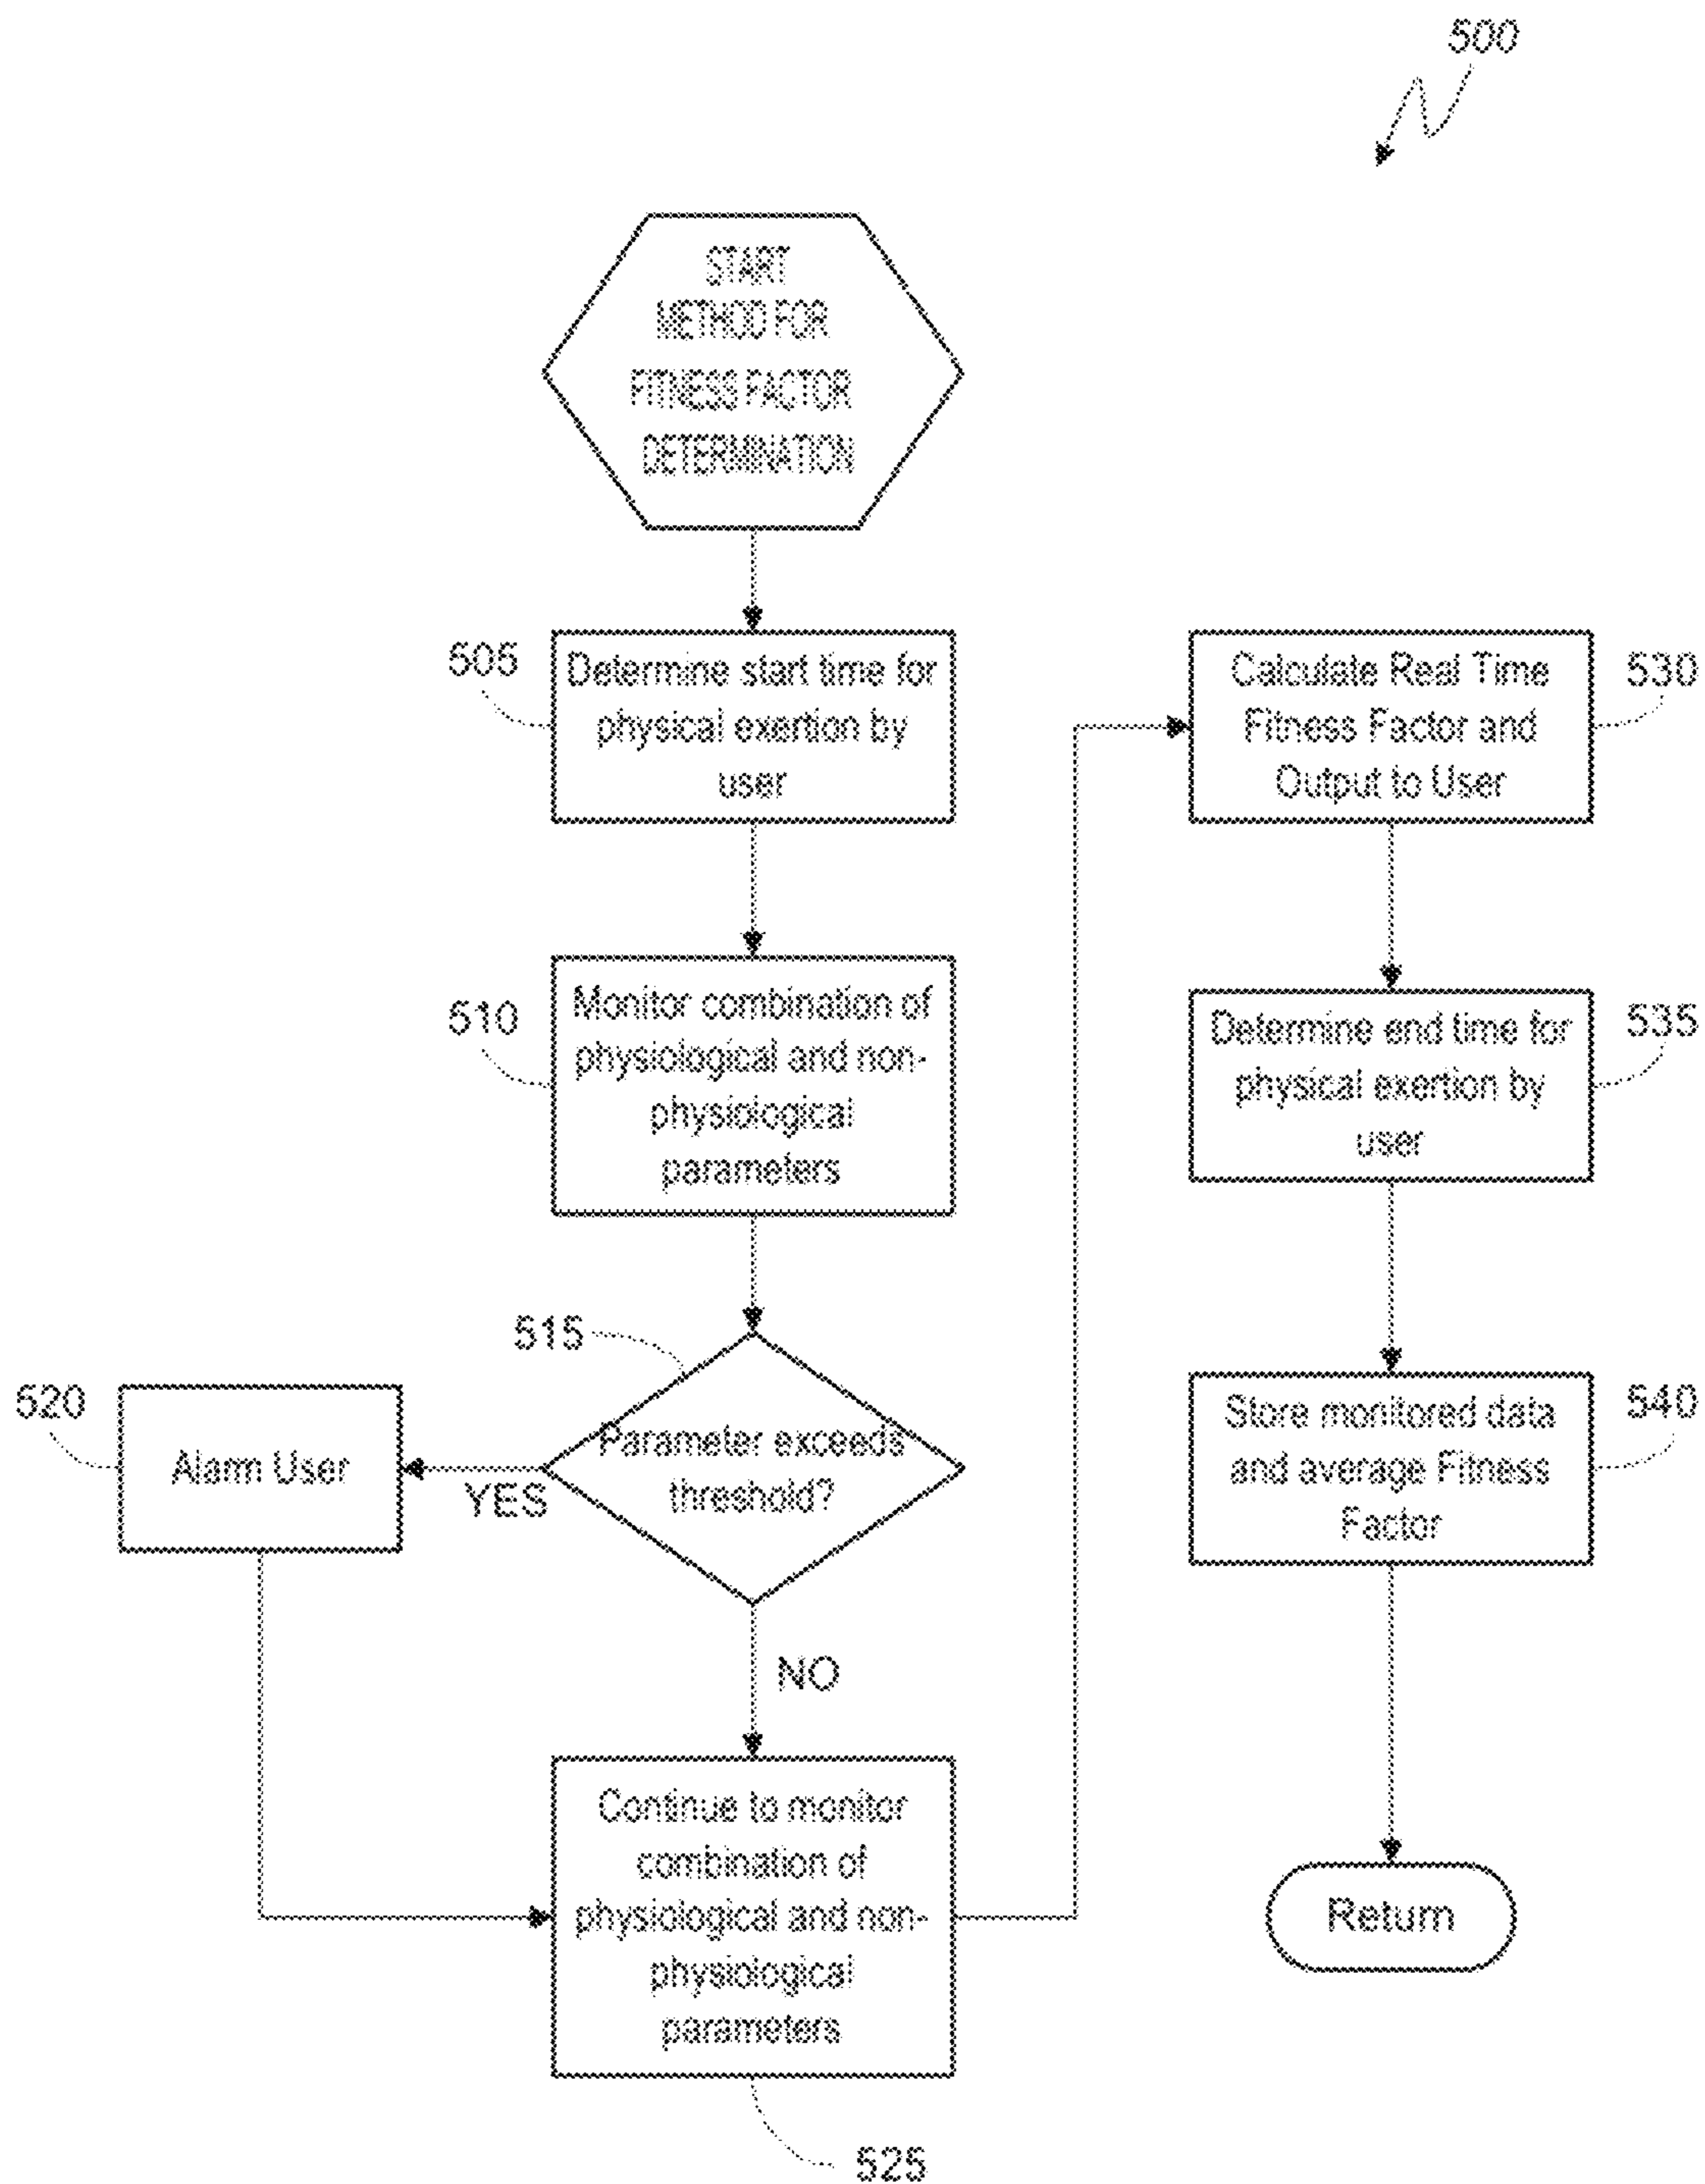 500
START
METHOD FOR
FITNESS FACTOR
DETERMINATION
505
Determine start time for
physical exertion by
user
510
Monitor combination of
physiological and non-
physiological
parameters
515
Parameter exceeds
threshold?
YES
520
Alarm User
NO
Continue to monitor
combination of
physiological and non-
physiological
parameters
525
Calculate Real Time
Fitness Factor and
Output to User
530
Determine end time for
physical exertion by
user
535
Store monitored data
and average Fitness
Factor
540
Return